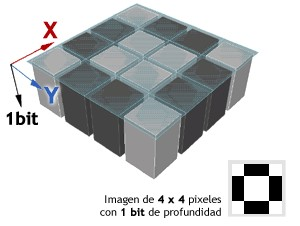 X
Y
1bit
Imagen de 4 x 4 pixeles
con 1 bit de profundidad